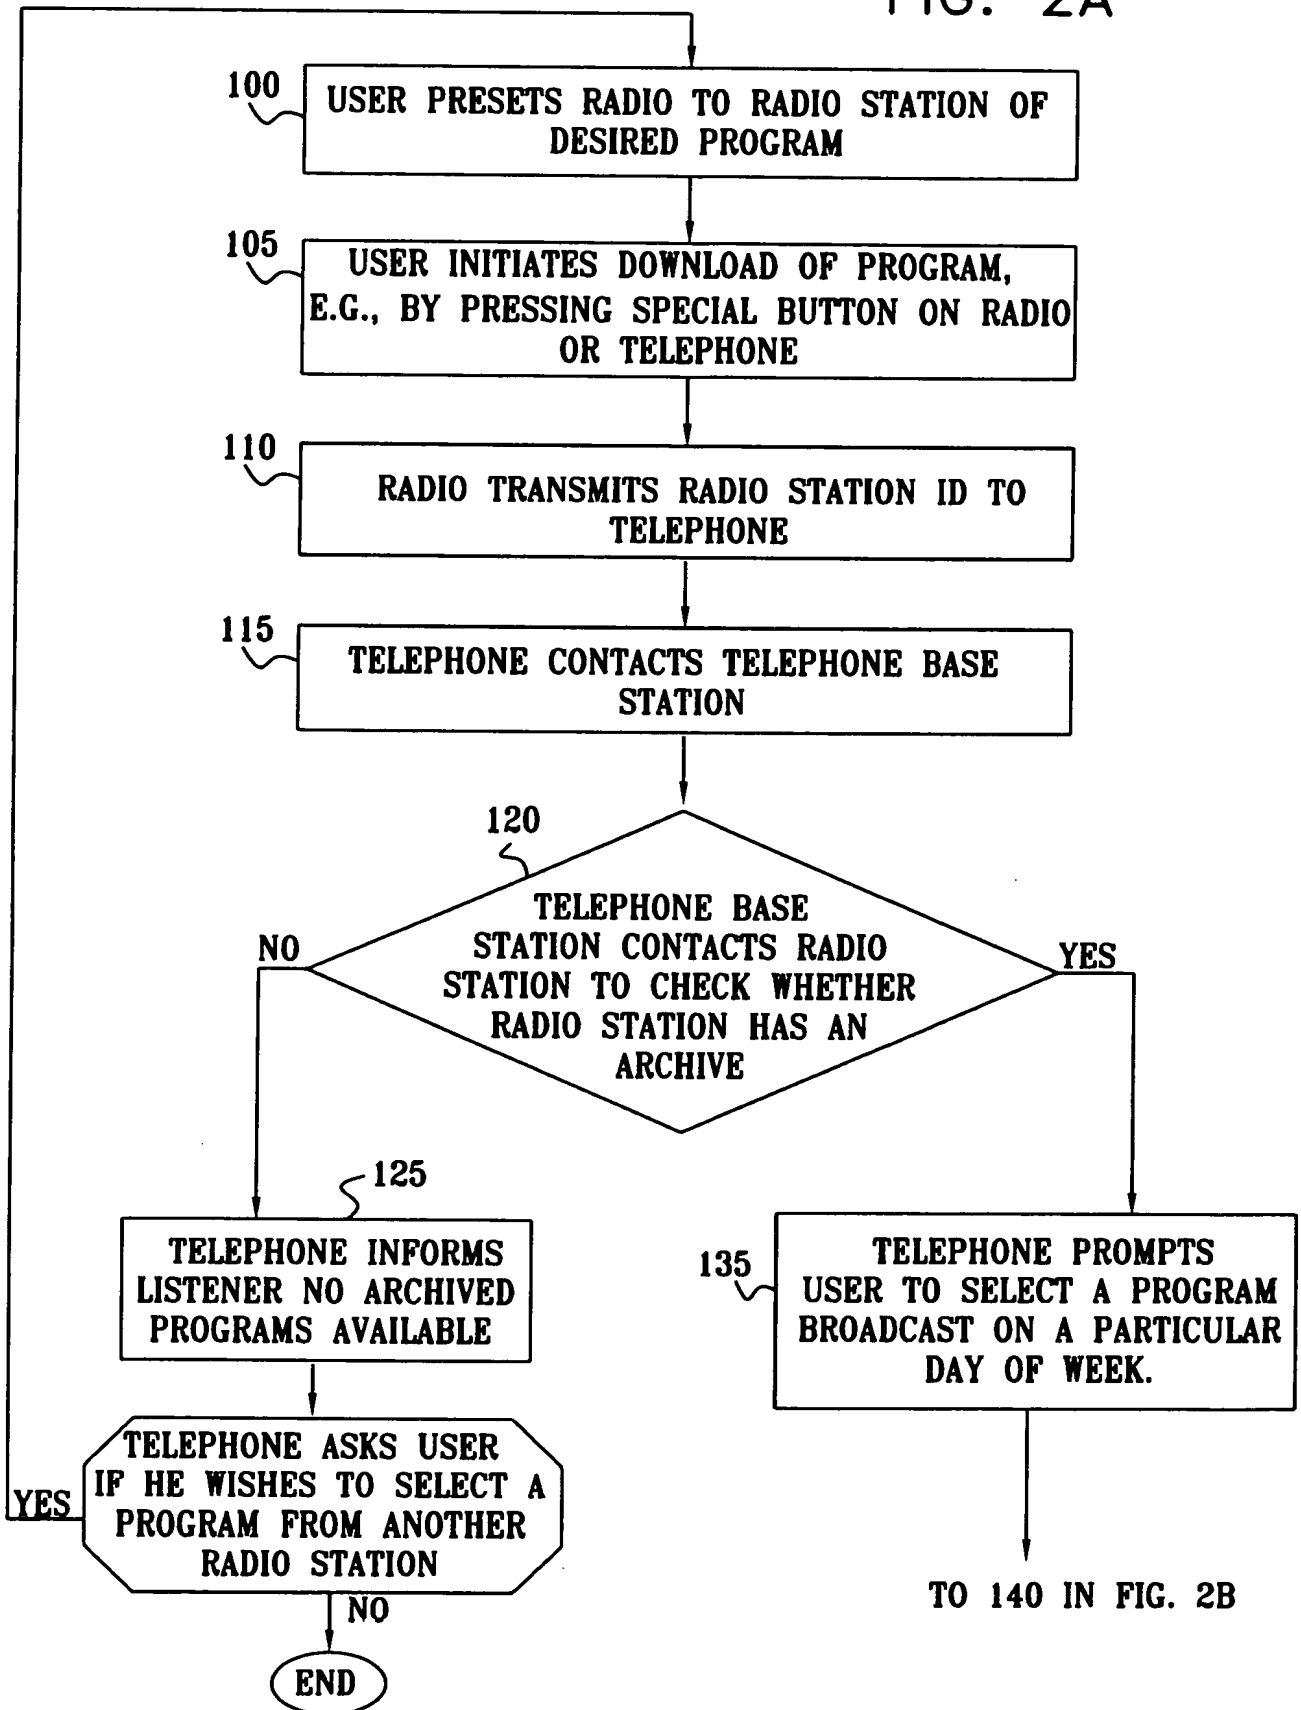 FIG. 2A
100
USER PRESETS RADIO TO RADIO STATION OF
DESIRED PROGRAM
105
USER INITIATES DOWNLOAD OF PROGRAM,
E.G., BY PRESSING SPECIAL BUTTON ON RADIO
OR TELEPHONE
110
RADIO TRANSMITS RADIO STATION ID TO
TELEPHONE
115
TELEPHONE CONTACTS TELEPHONE BASE
STATION
120
TELEPHONE BASE
STATION CONTACTS RADIO
STATION TO CHECK WHETHER
RADIO STATION HAS AN
ARCHIVE
NO
YES
125
TELEPHONE INFORMS
LISTENER NO ARCHIVED
PROGRAMS AVAILABLE
135
TELEPHONE PROMPTS
USER TO SELECT A PROGRAM
BROADCAST ON A PARTICULAR
DAY OF WEEK.
TELEPHONE ASKS USER
IF HE WISHES TO SELECT A
PROGRAM FROM ANOTHER
RADIO STATION
YES
NO
END
TO 140 IN FIG. 2B